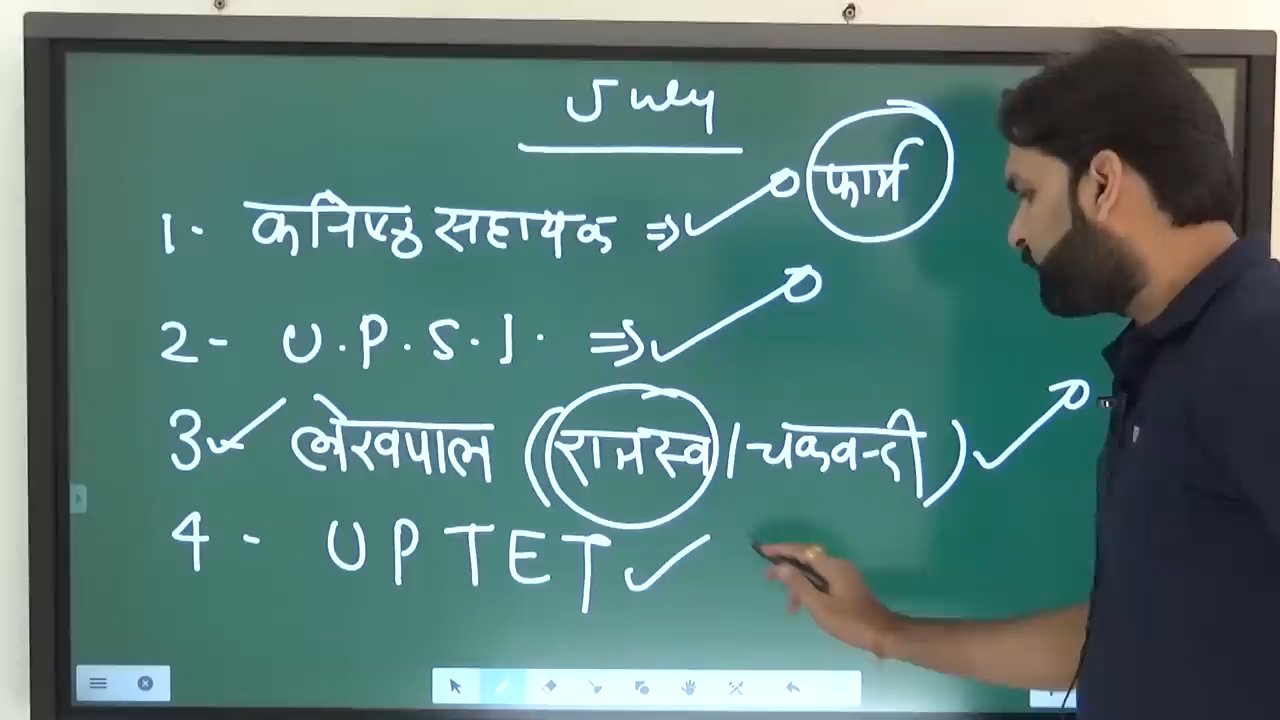 July
1- कनिष्ठ सहायक ⇒ फार्म
2- U.P.S.I. ⇒
3 लेखपाल (राजस्व/चकबन्दी)
4- UPTET